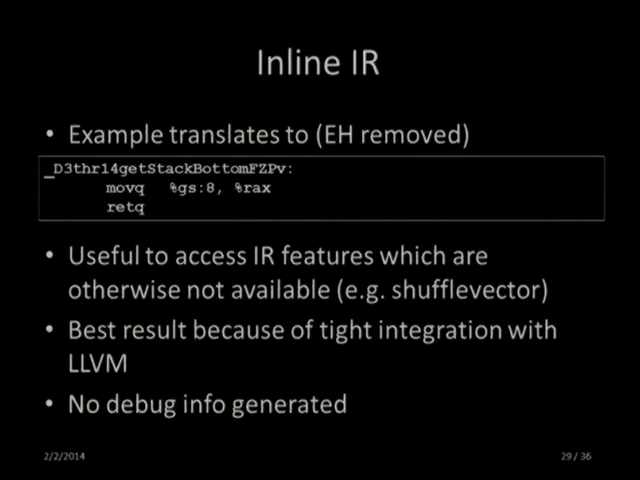 Inline IR
• Example translates to (EH removed)
_D3thr14getStackBottomFZPv:
movq %gs:8, %rax
retq
• Useful to access IR features which are
otherwise not available (e.g. shufflevector)
• Best result because of tight integration with
LLVM
• No debug info generated
2/2/2014
29 / 36